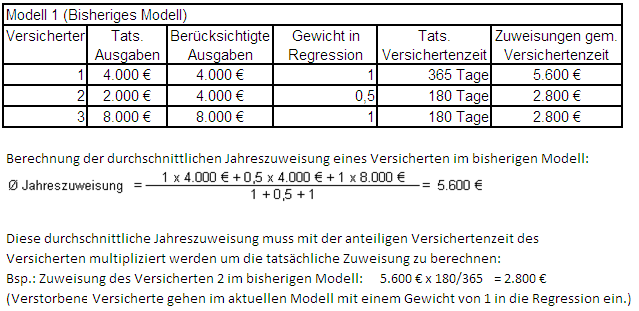 Modell 1 (Bisheriges Modell)
Versicherter Tats. Ausgaben Berücksichtigte Ausgaben Gewicht in Regression Tats. Versichertenzeit Zuweisungen gem. Versichertenzeit
1 4.000 € 4.000 € 1 365 Tage 5.600 €
2 2.000 € 4.000 € 0,5 180 Tage 2.800 €
3 8.000 € 8.000 € 1 180 Tage 2.800 €
Berechnung der durchschnittlichen Jahreszuweisung eines Versicherten im bisherigen Modell:
1 x 4.000 € + 0,5 x 4.000 € + 1 x 8.000 €
Ø Jahreszuweisung = = 5.600 €
1 + 0,5 + 1
Diese durchschnittliche Jahreszuweisung muss mit der anteiligen Versichertenzeit des
Versicherten multipliziert werden um die tatsächliche Zuweisung zu berechnen:
Bsp.: Zuweisung des Versicherten 2 im bisherigen Modell: 5.600 € x 180/365 = 2.800 €
(Verstorbene Versicherte gehen im aktuellen Modell mit einem Gewicht von 1 in die Regression ein.)